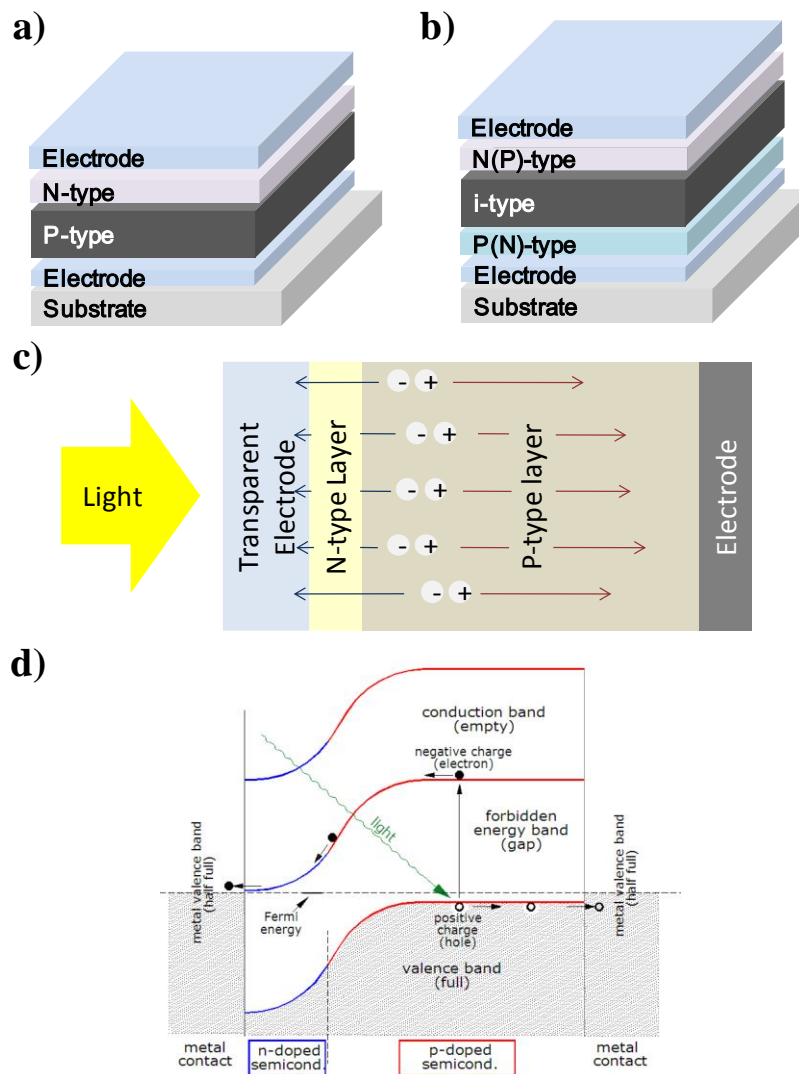 a)
Electrode
N-type
P-type
Electrode
Substrate
b)
Electrode
N(P)-type
i-type
P(N)-type
Electrode
Substrate
c)
Light
Transparent
Electrode
N-type Layer
- +
- +
- +
- +
- +
P-type layer
Electrode
d)
conduction band
(empty)
negative charge
(electron)
light
forbidden
energy band
(gap)
metal valence band
(half full)
Fermi
energy
positive
charge
(hole)
metal valence band
(half full)
valence band
(full)
metal
contact
n-doped
semicond.
p-doped
semicond.
metal
contact